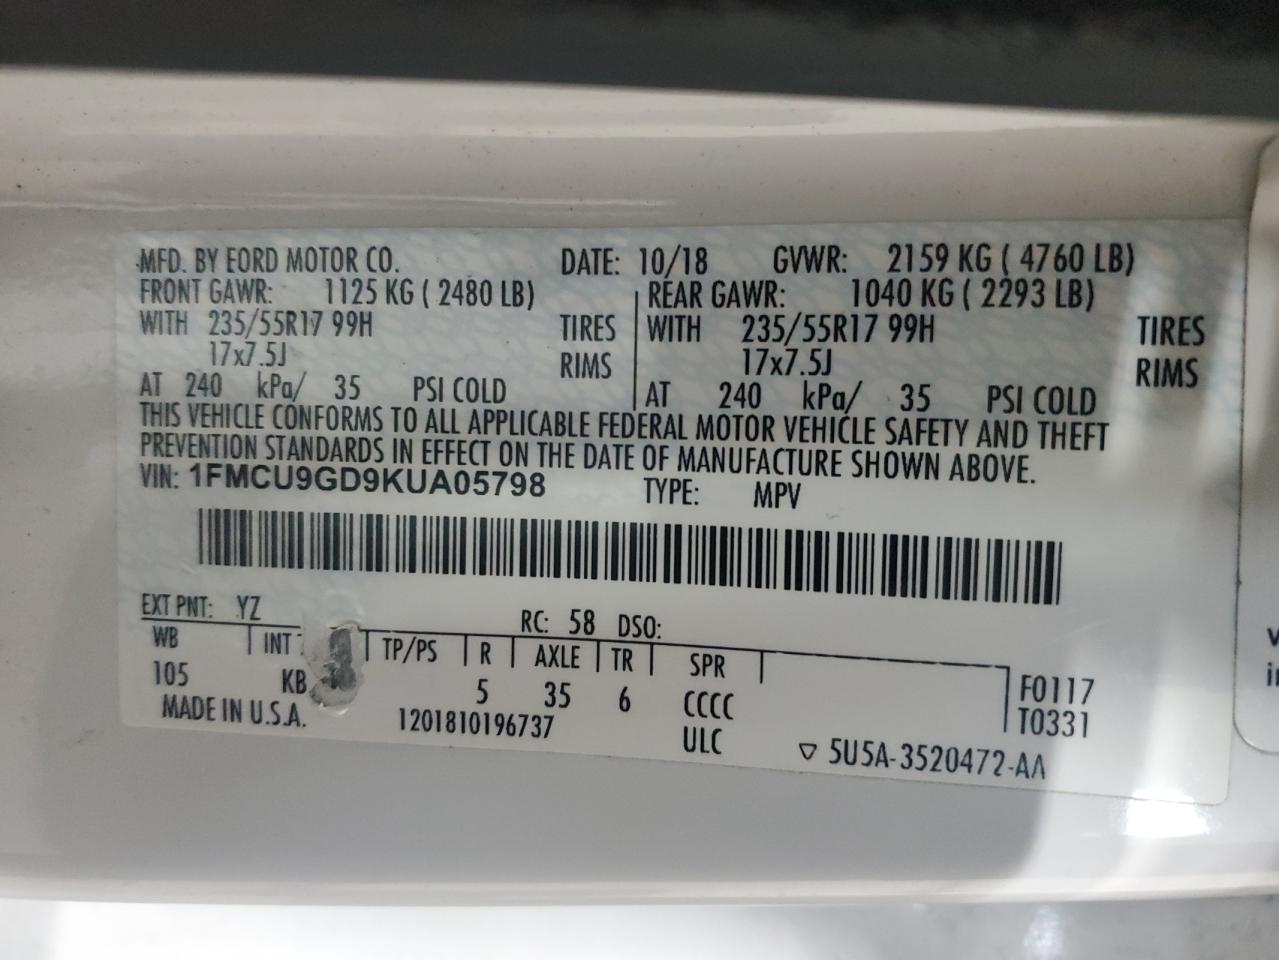 MFD. BY FORD MOTOR CO. DATE: 10/18 GVWR: 2159 KG ( 4760 LB)
FRONT GAWR: 1125 KG ( 2480 LB) REAR GAWR: 1040 KG ( 2293 LB)
WITH 235/55R17 99H TIRES WITH 235/55R17 99H TIRES
17x7.5J RIMS 17x7.5J RIMS
AT 240 kPa/ 35 PSI COLD AT 240 kPa/ 35 PSI COLD
THIS VEHICLE CONFORMS TO ALL APPLICABLE FEDERAL MOTOR VEHICLE SAFETY AND THEFT
PREVENTION STANDARDS IN EFFECT ON THE DATE OF MANUFACTURE SHOWN ABOVE.
VIN: 1FMCU9GD9KUA05798 TYPE: MPV
EXT PNT: YZ RC: 58 DSO:
WB INT TP/PS R AXLE TR SPR
105 KB 5 35 6 CCCC F0117
MADE IN U.S.A. 1201810196737 ULC T0331
5U5A-3520472-AA